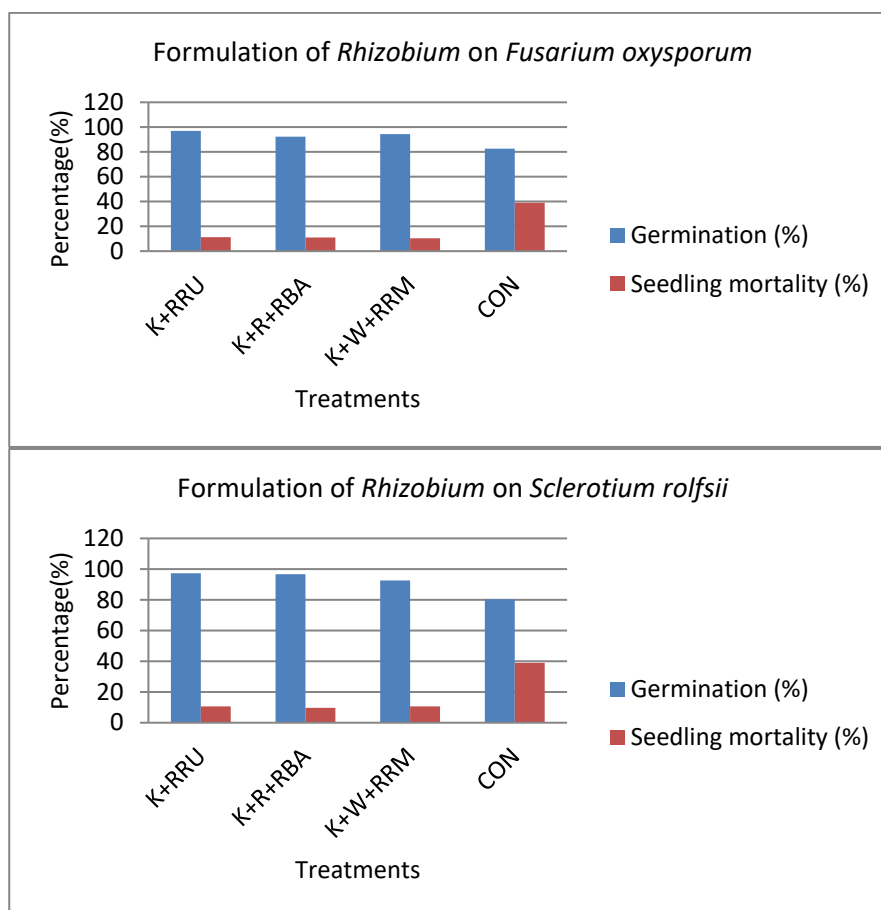 Formulation of Rhizobium on Fusarium oxysporum
120
100
80
60
40
20
0
Percentage(%)
K+RRU
K+R+RBA
K+W+RRM
CON
Treatments
Germination (%)
Seedling mortality (%)
Formulation of Rhizobium on Sclerotium rolfsii
120
100
80
60
40
20
0
Percentage(%)
K+RRU
K+R+RBA
K+W+RRM
CON
Treatments
Germination (%)
Seedling mortality (%)